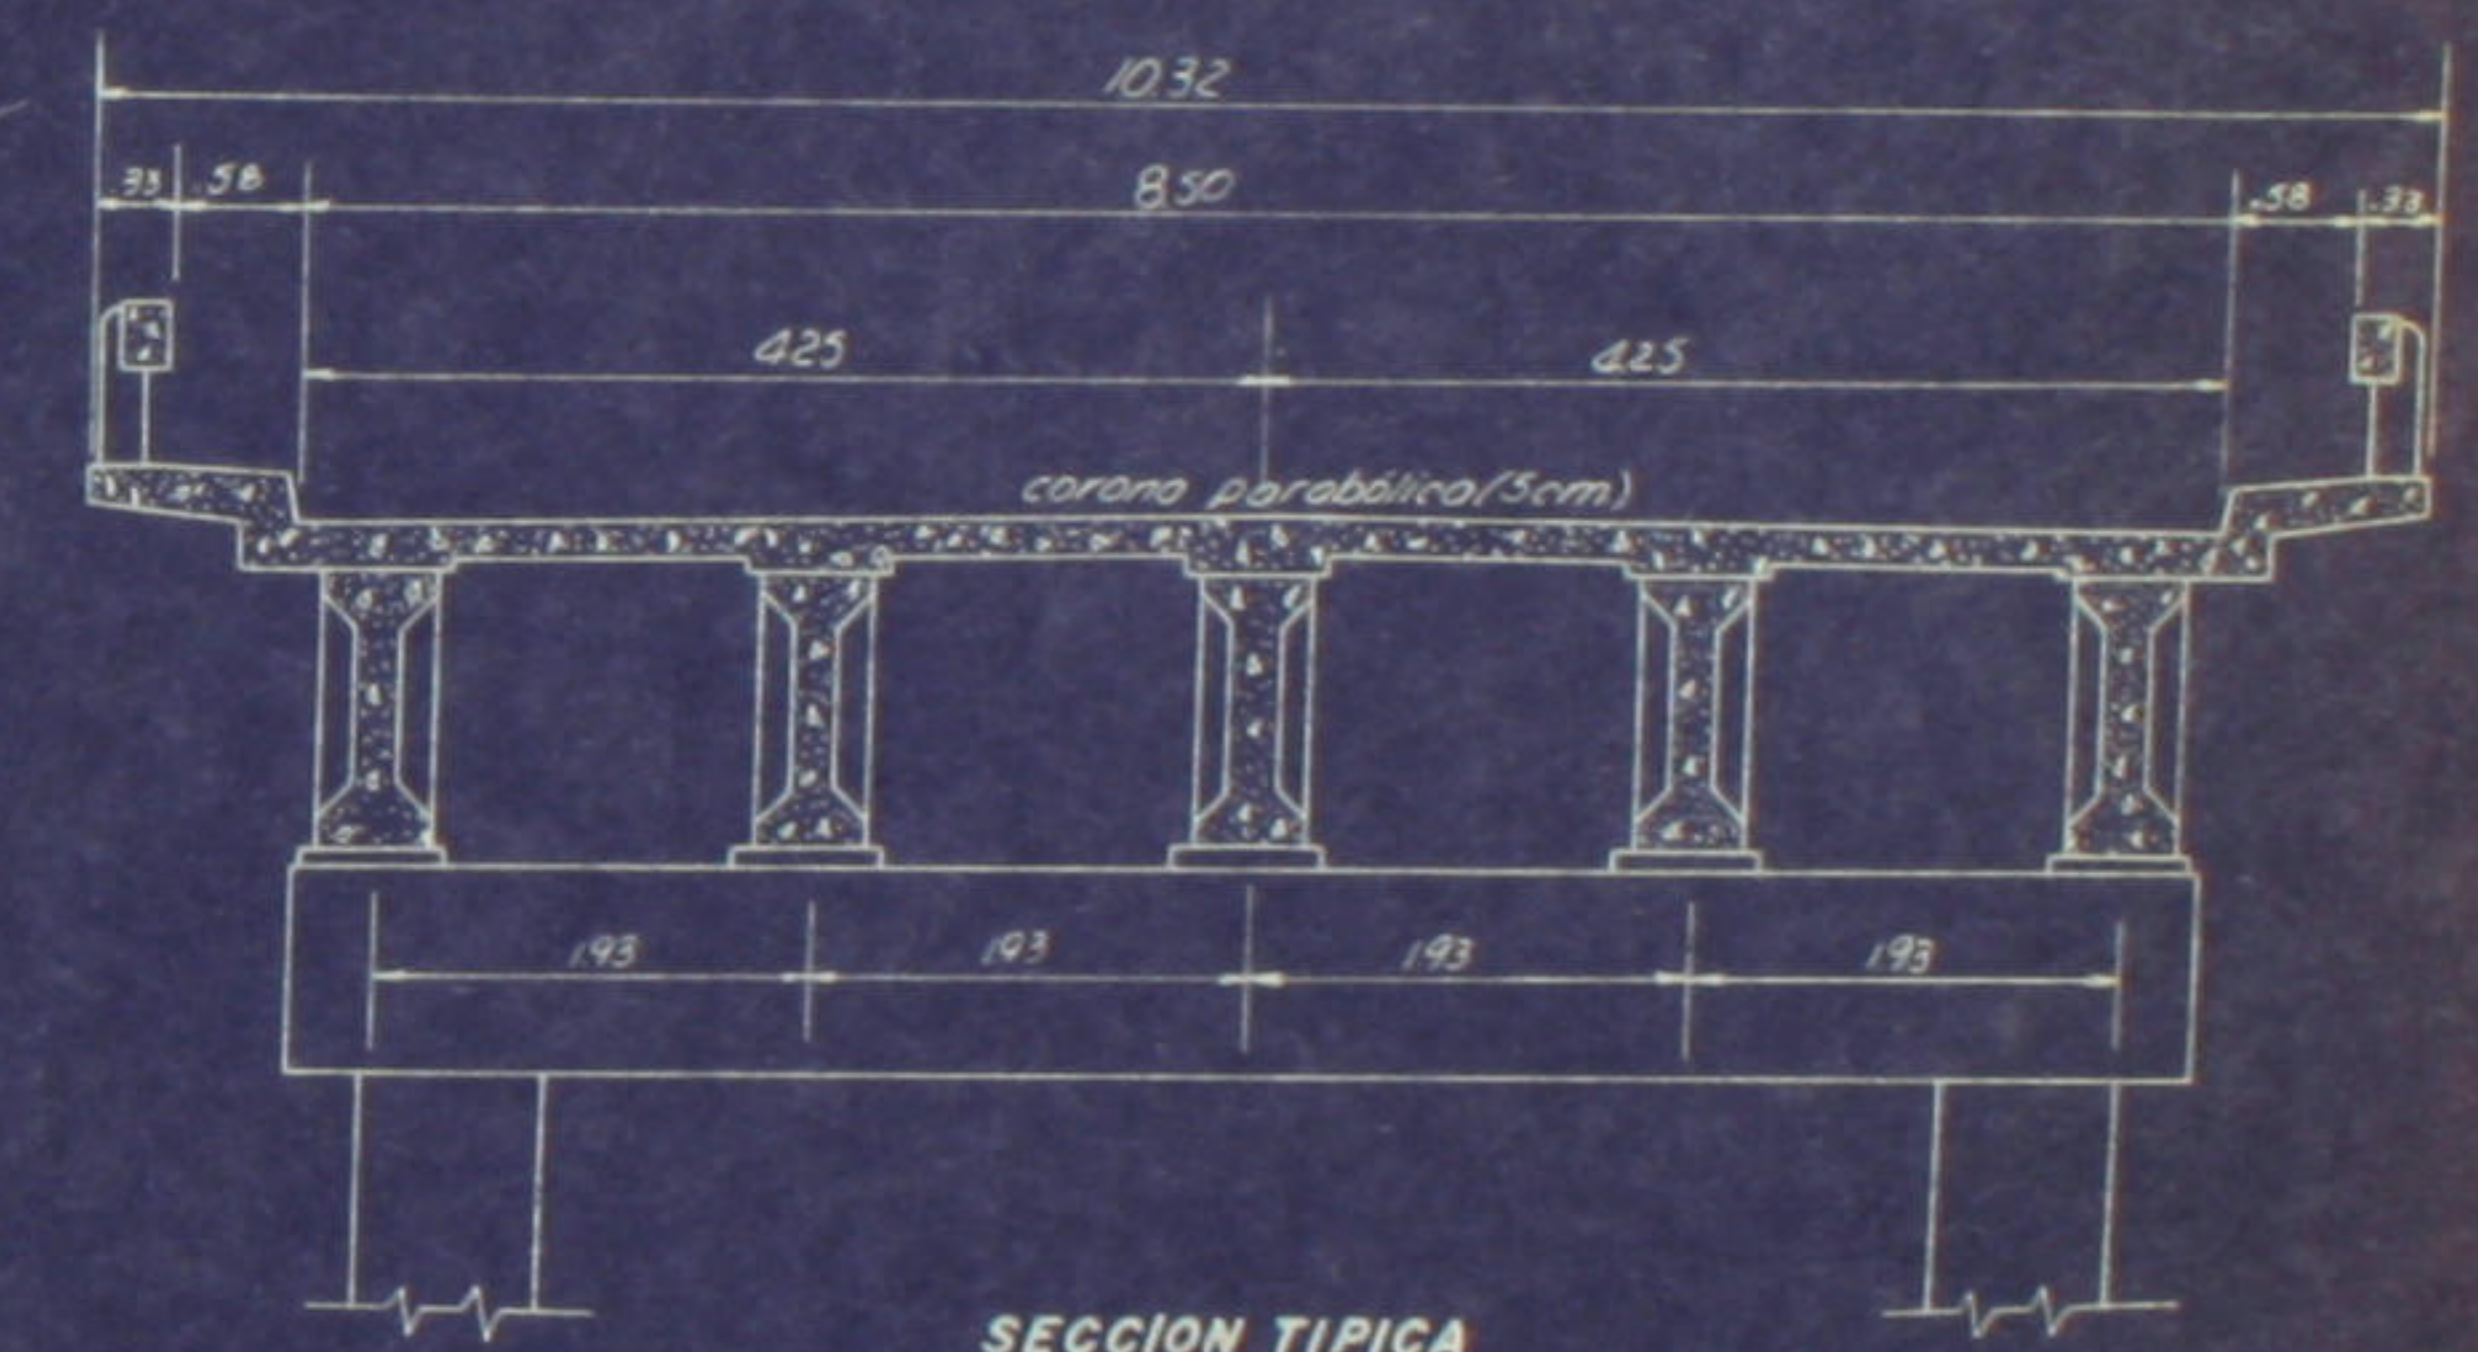 10.32
.33 .58 8.50 .58 .33
4.25 4.25
corona parabólica (5cm)
1.93 1.93 1.93 1.93
SECCION TIPICA